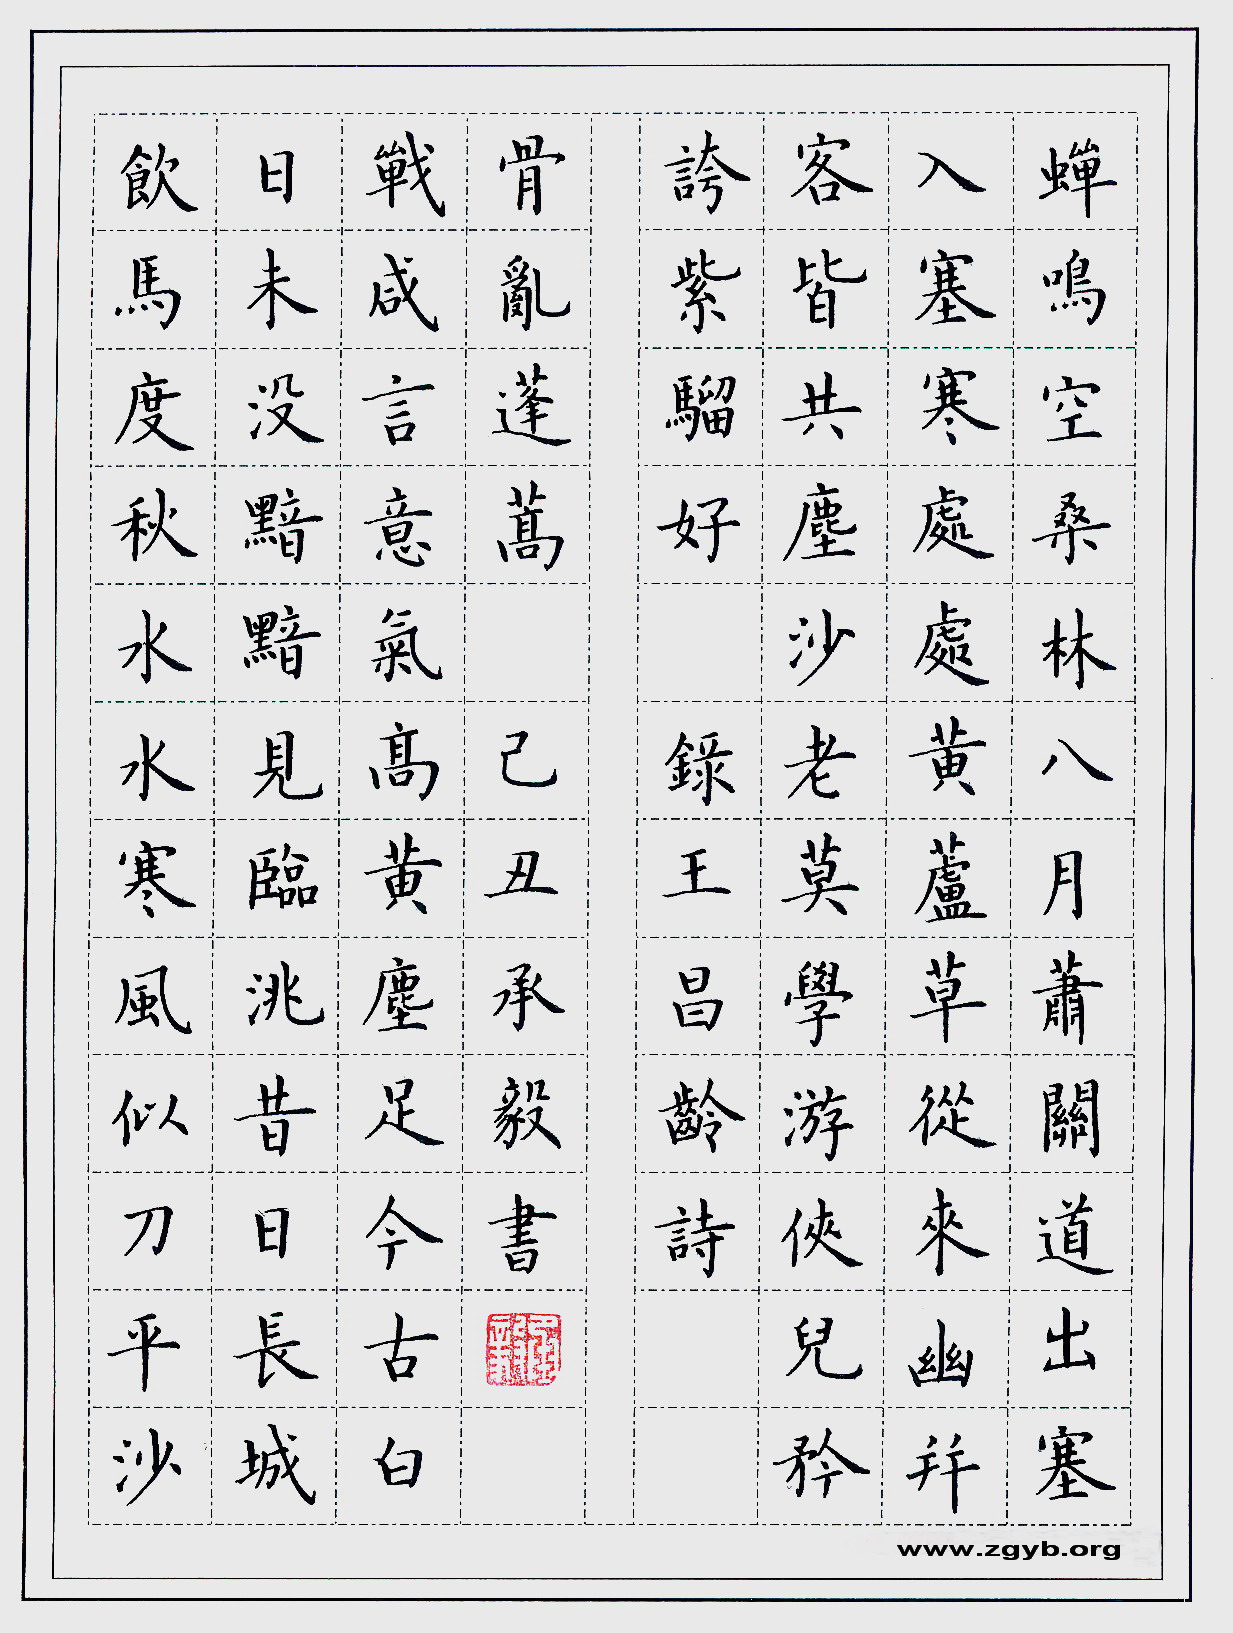 蟬鳴空桑林八月蕭關道出塞
入塞寒處處黄蘆草從來幽并
客皆共塵沙老莫學游俠兒矜
誇紫騮好 錄王昌齡詩
飲馬度秋水水寒風似刀平沙
日未没黯黯見臨洮昔日長城
戰咸言意氣高黄塵足今古白
骨亂蓬蒿 己丑承毅書
www.zgyb.org